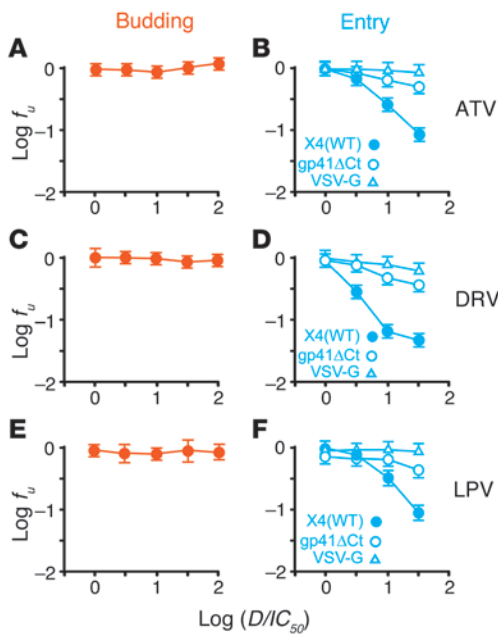 Budding
Entry
A
Log fu
0
−1
−2
0
1
2
B
0
−1
−2
0
1
2
X4(WT)
gp41ΔCt
VSV-G
ATV
C
Log fu
0
−1
−2
0
1
2
D
0
−1
−2
0
1
2
X4(WT)
gp41ΔCt
VSV-G
DRV
E
Log fu
0
−1
−2
0
1
2
F
0
−1
−2
0
1
2
X4(WT)
gp41ΔCt
VSV-G
LPV
Log (D/IC50)